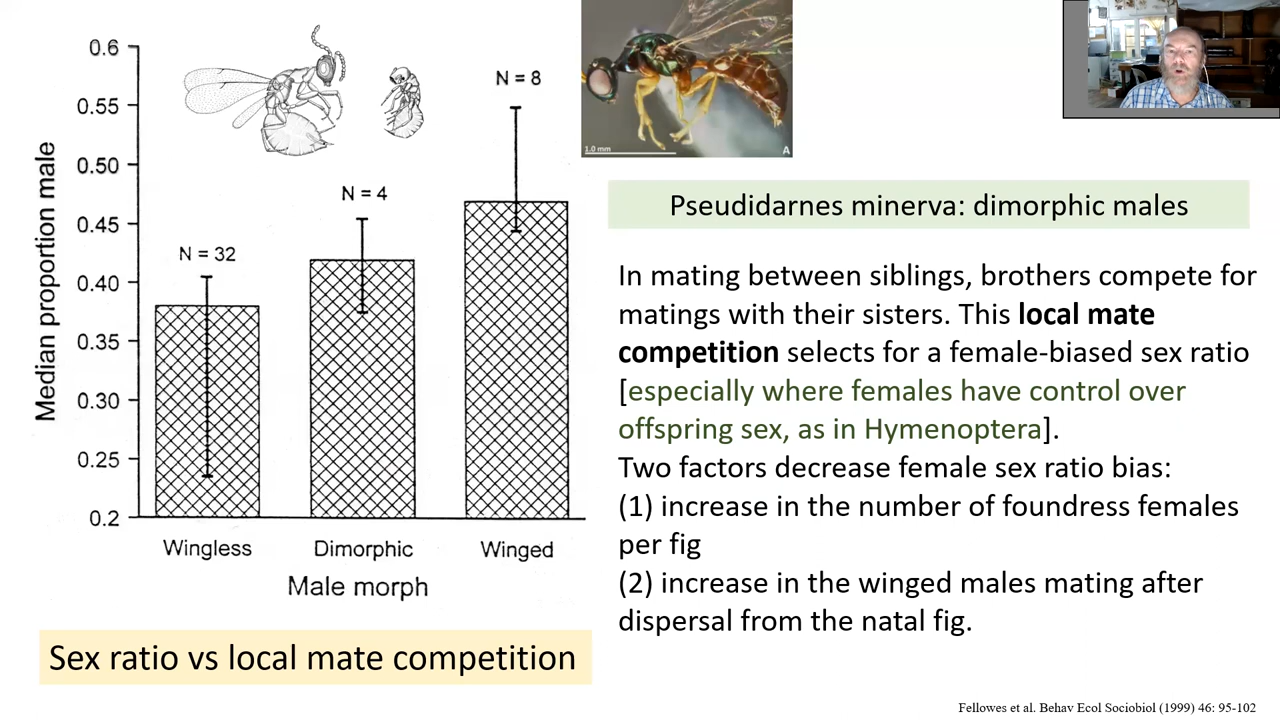 0.6
0.55
0.50
0.45
0.40
0.35
0.30
0.25
0.2
Median proportion male
N = 32
N = 4
N = 8
Wingless
Dimorphic
Winged
Male morph
Sex ratio vs local mate competition
1.0 mm
A
Pseudidarnes minerva: dimorphic males
In mating between siblings, brothers compete for
matings with their sisters. This local mate
competition selects for a female-biased sex ratio
[especially where females have control over
offspring sex, as in Hymenoptera].
Two factors decrease female sex ratio bias:
(1) increase in the number of foundress females
per fig
(2) increase in the winged males mating after
dispersal from the natal fig.
Fellowes et al. Behav Ecol Sociobiol (1999) 46: 95-102